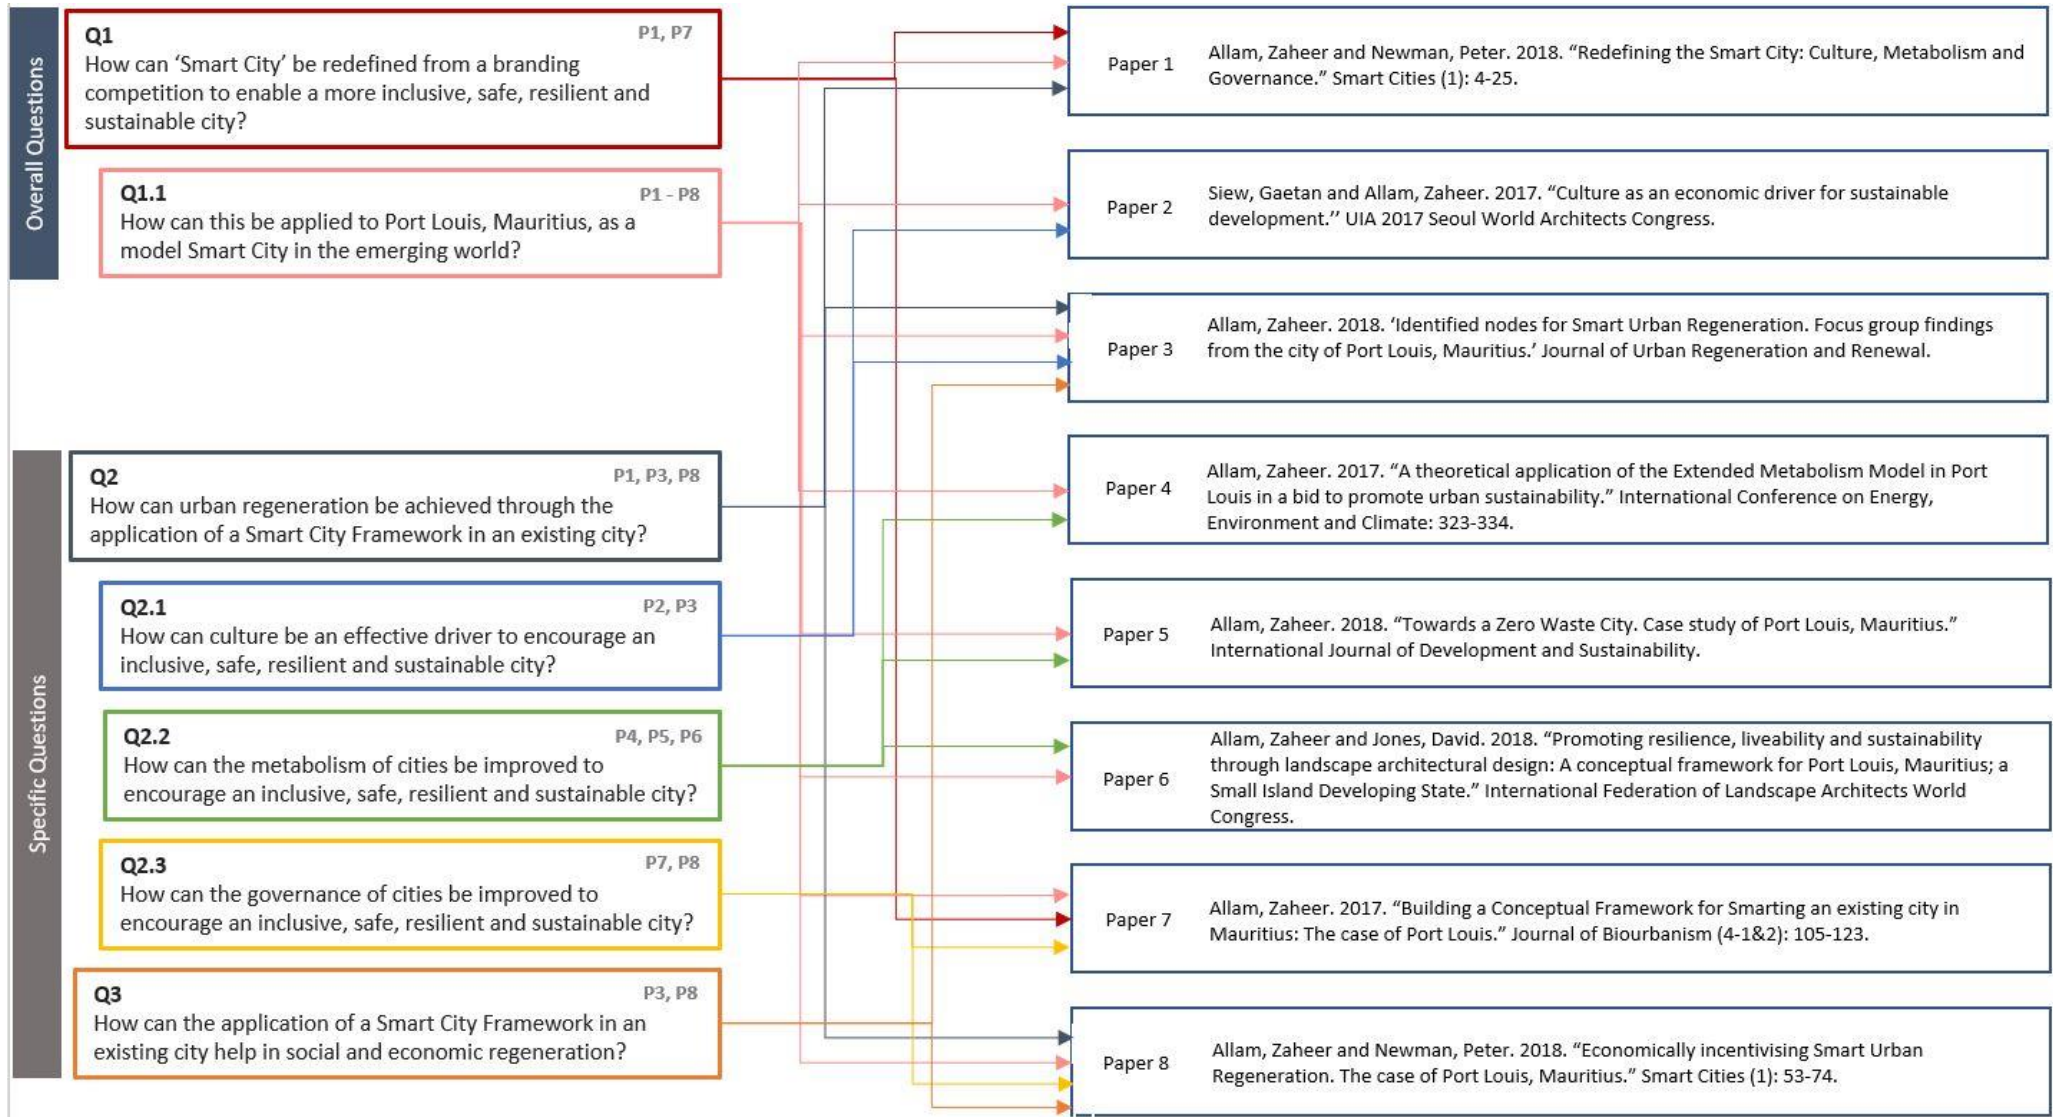 Overall Questions
Q1
P1, P7
How can ‘Smart City’ be redefined from a branding
competition to enable a more inclusive, safe, resilient and
sustainable city?
Q1.1
P1 - P8
How can this be applied to Port Louis, Mauritius, as a
model Smart City in the emerging world?
Specific Questions
Q2
P1, P3, P8
How can urban regeneration be achieved through the
application of a Smart City Framework in an existing city?
Q2.1
P2, P3
How can culture be an effective driver to encourage an
inclusive, safe, resilient and sustainable city?
Q2.2
P4, P5, P6
How can the metabolism of cities be improved to
encourage an inclusive, safe, resilient and sustainable city?
Q2.3
P7, P8
How can the governance of cities be improved to
encourage an inclusive, safe, resilient and sustainable city?
Q3
P3, P8
How can the application of a Smart City Framework in an
existing city help in social and economic regeneration?
Paper 1
Allam, Zaheer and Newman, Peter. 2018. “Redefining the Smart City: Culture, Metabolism and
Governance.” Smart Cities (1): 4-25.
Paper 2
Siew, Gaetan and Allam, Zaheer. 2017. “Culture as an economic driver for sustainable
development.’’ UIA 2017 Seoul World Architects Congress.
Paper 3
Allam, Zaheer. 2018. ‘Identified nodes for Smart Urban Regeneration. Focus group findings
from the city of Port Louis, Mauritius.’ Journal of Urban Regeneration and Renewal.
Paper 4
Allam, Zaheer. 2017. “A theoretical application of the Extended Metabolism Model in Port
Louis in a bid to promote urban sustainability.” International Conference on Energy,
Environment and Climate: 323-334.
Paper 5
Allam, Zaheer. 2018. “Towards a Zero Waste City. Case study of Port Louis, Mauritius.”
International Journal of Development and Sustainability.
Paper 6
Allam, Zaheer and Jones, David. 2018. “Promoting resilience, liveability and sustainability
through landscape architectural design: A conceptual framework for Port Louis, Mauritius; a
Small Island Developing State.” International Federation of Landscape Architects World
Congress.
Paper 7
Allam, Zaheer. 2017. “Building a Conceptual Framework for Smarting an existing city in
Mauritius: The case of Port Louis.” Journal of Biourbanism (4-1&2): 105-123.
Paper 8
Allam, Zaheer and Newman, Peter. 2018. “Economically incentivising Smart Urban
Regeneration. The case of Port Louis, Mauritius.” Smart Cities (1): 53-74.